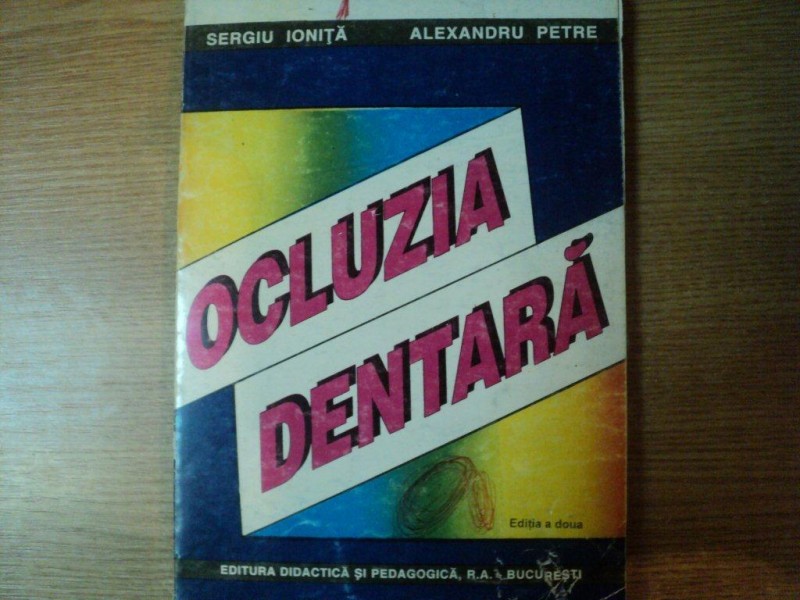 SERGIU IONIȚĂ ALEXANDRU PETRE
OCLUZIA
DENTARĂ
Ediția a doua
EDITURA DIDACTICĂ ȘI PEDAGOGICĂ, R.A. - BUCUREȘTI